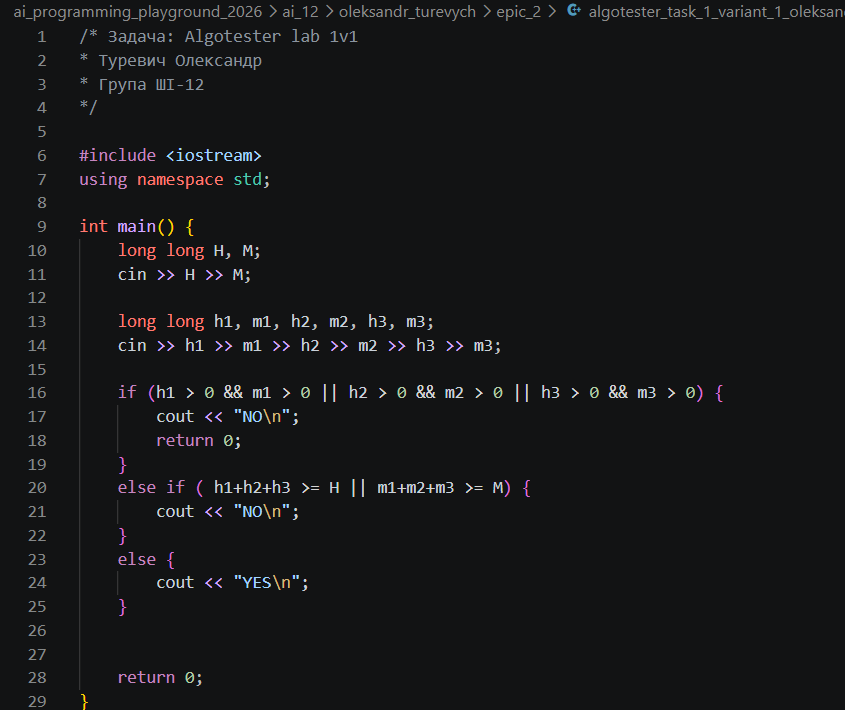 ai_programming_playground_2026 > ai_12 > oleksandr_turevych > epic_2 > algotester_task_1_variant_1_oleksan
1 /* Задача: Algotester lab 1v1
2 * Туревич Олександр
3 * Група ШІ-12
4 */
5
6 #include <iostream>
7 using namespace std;
8
9 int main() {
10     long long H, M;
11     cin >> H >> M;
12
13     long long h1, m1, h2, m2, h3, m3;
14     cin >> h1 >> m1 >> h2 >> m2 >> h3 >> m3;
15
16     if (h1 > 0 && m1 > 0 || h2 > 0 && m2 > 0 || h3 > 0 && m3 > 0) {
17         cout << "NO\n";
18         return 0;
19     }
20     else if ( h1+h2+h3 >= H || m1+m2+m3 >= M) {
21         cout << "NO\n";
22     }
23     else {
24         cout << "YES\n";
25     }
26
27
28     return 0;
29 }